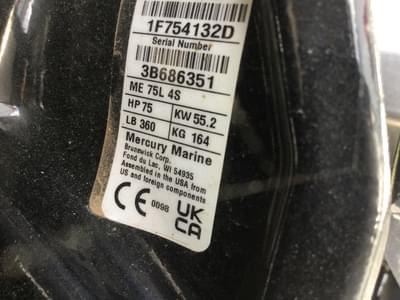 1F754132D
Serial Number
3B686351
ME 75L 4S
HP 75 KW 55.2
LB 360 KG 164
Mercury Marine
Brunswick Corp.
Fond du Lac, WI 54935
Assembled in the USA from
US and foreign components
CE 0098 UK
CA